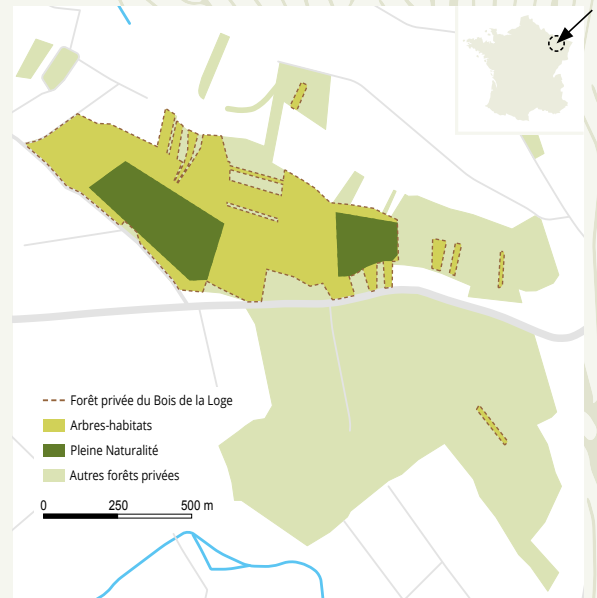 Forêt privée du Bois de la Loge
Arbres-habitats
Pleine Naturalité
Autres forêts privées
0 250 500 m